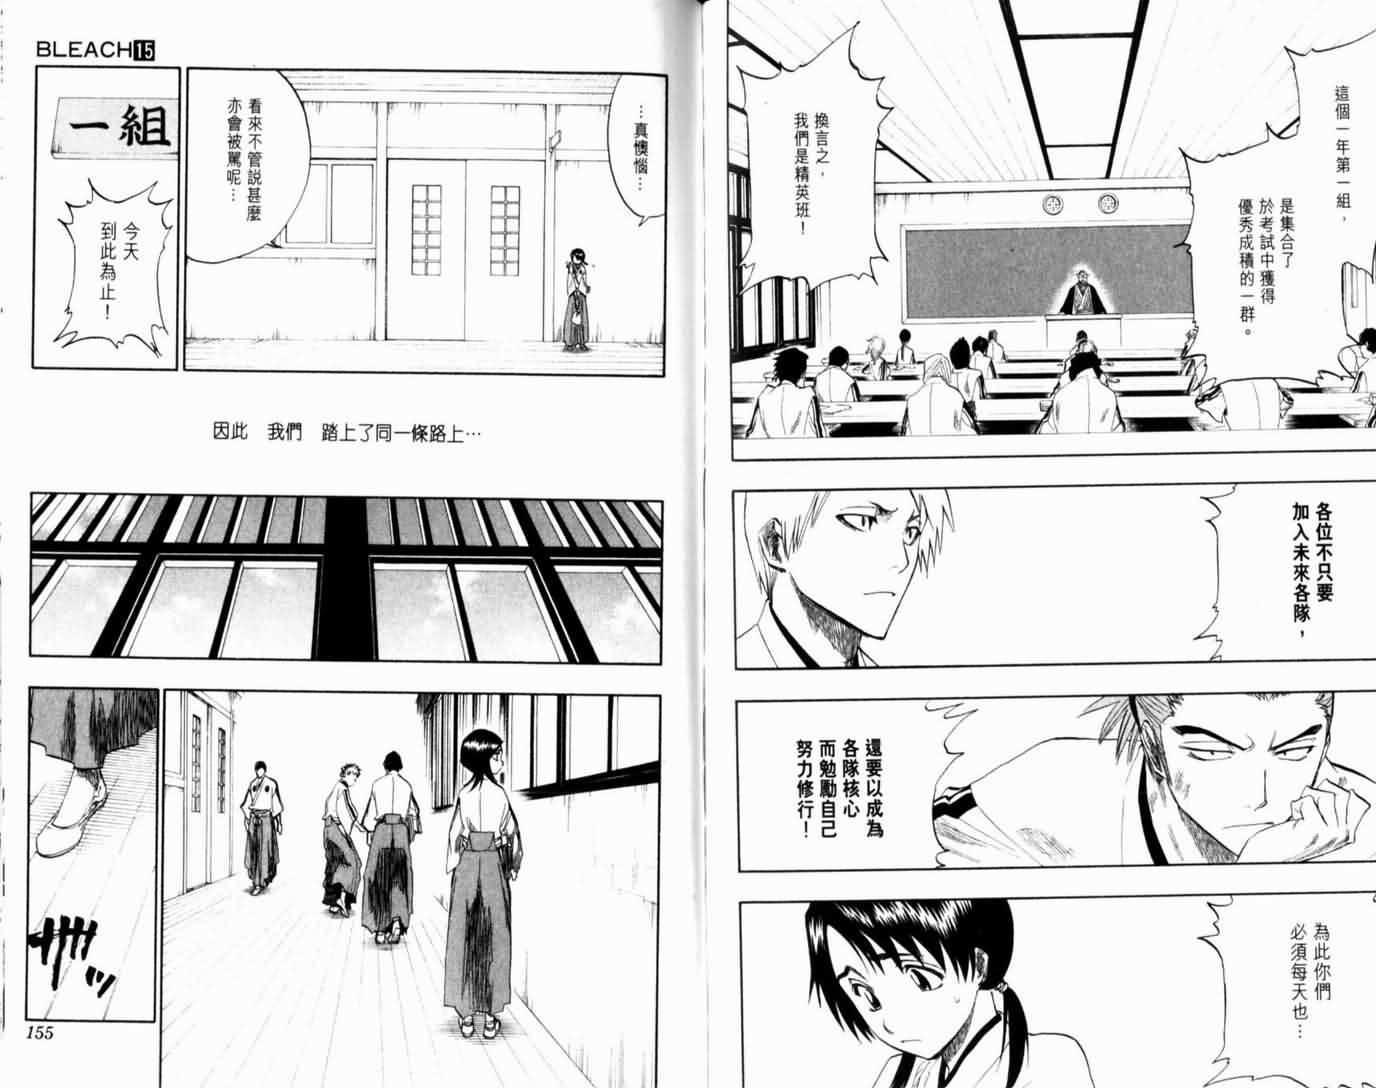 這個一年第一組，
是集合了
於考試中獲得
優秀成積的一群。
換言之，
我們是精英班！
各位不只要
加入未來各隊，
還要以成為
各隊核心
而勉勵自己
努力修行！
為此你們
必須每天也…
BLEACH15
…真懊惱…
看來不管說甚麼
亦會被罵呢…
一組
今天
到此為止！
因此 我們 踏上了同一條路上…
155